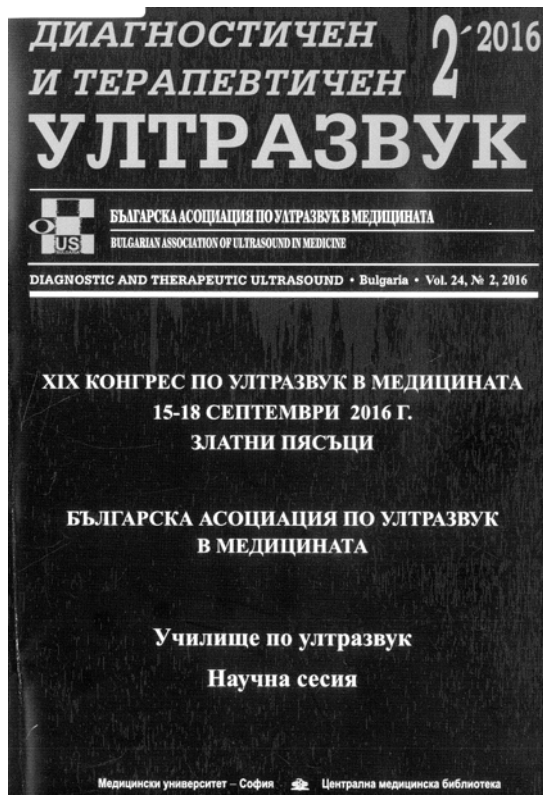 ДИАГНОСТИЧЕН
И ТЕРАПЕВТИЧЕН
2´ 2016
УЛТРАЗВУК
US
БЪЛГАРСКА АСОЦИАЦИЯ ПО УЛТРАЗВУК В МЕДИЦИНАТА
BULGARIAN ASSOCIATION OF ULTRASOUND IN MEDICINE
DIAGNOSTIC AND THERAPEUTIC ULTRASOUND • Bulgaria • Vol. 24, № 2, 2016
XIX КОНГРЕС ПО УЛТРАЗВУК В МЕДИЦИНАТА
15-18 СЕПТЕМВРИ 2016 Г.
ЗЛАТНИ ПЯСЪЦИ
БЪЛГАРСКА АСОЦИАЦИЯ ПО УЛТРАЗВУК
В МЕДИЦИНАТА
Училище по ултразвук
Научна сесия
Медицински университет – София Централна медицинска библиотека